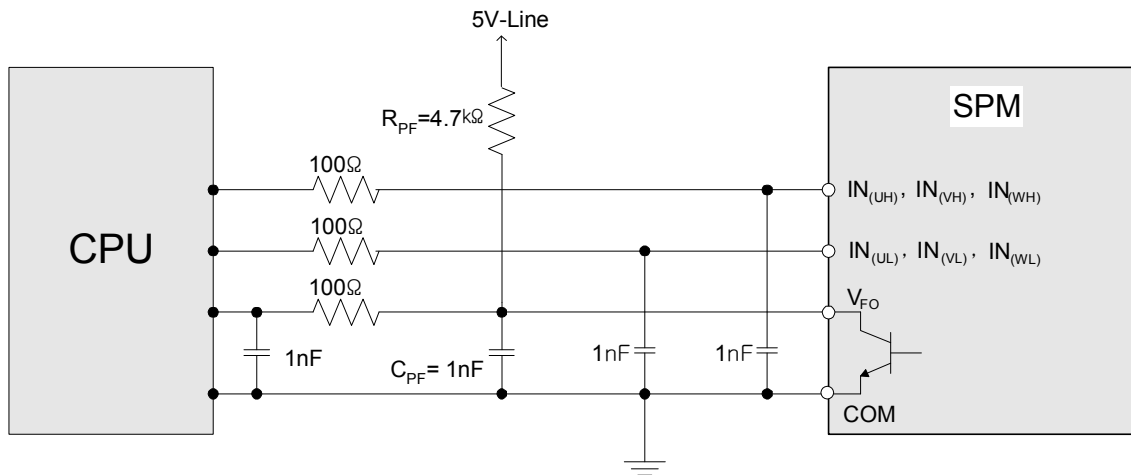 5V-Line
R_PF=4.7kΩ
SPM
100Ω
IN(UH), IN(VH), IN(WH)
CPU
100Ω
IN(UL), IN(VL), IN(WL)
100Ω
V_FO
1nF
C_PF= 1nF
1nF
1nF
COM